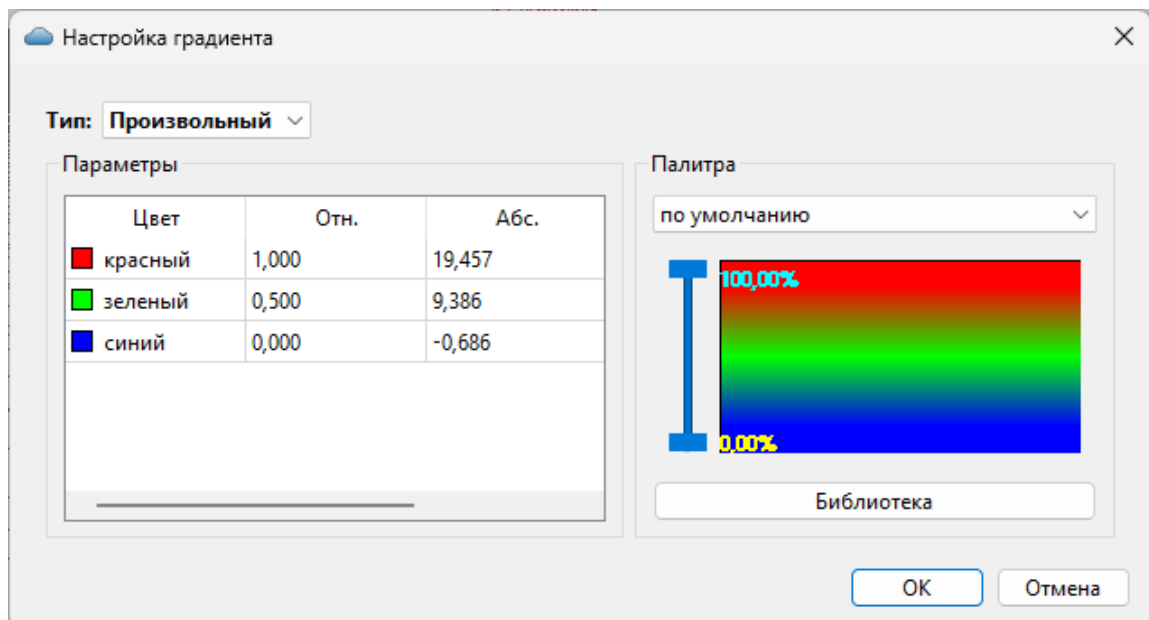 Настройка градиента
Тип: Произвольный
Параметры
Цвет Отн. Абс.
красный 1,000 19,457
зеленый 0,500 9,386
синий 0,000 -0,686
Палитра
по умолчанию
100,00%
0,00%
Библиотека
ОК Отмена